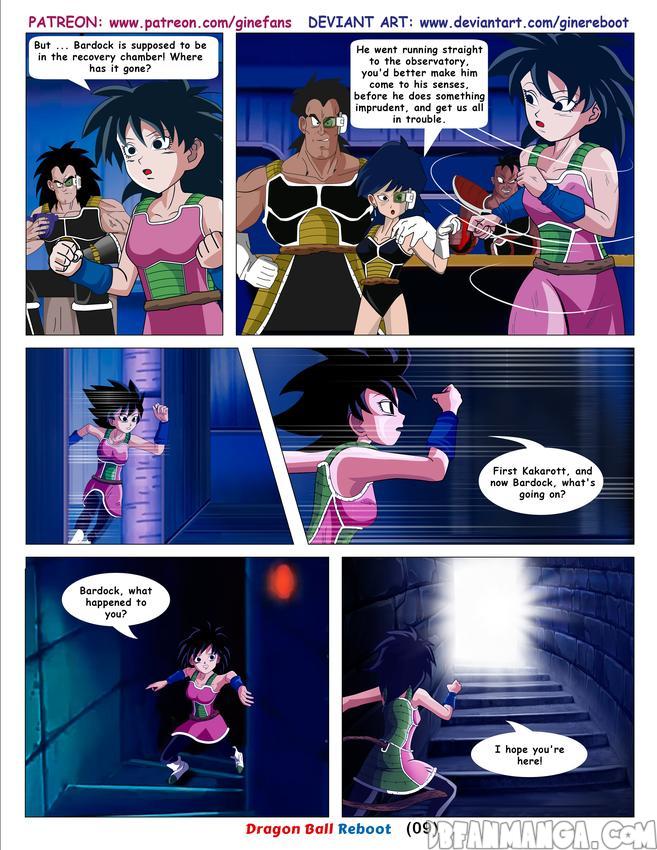 PATREON: www.patreon.com/ginefans DEVIANT ART: www.deviantart.com/ginereboot
But ... Bardock is supposed to be
in the recovery chamber! Where
has it gone?
He went running straight
to the observatory,
you'd better make him
come to his senses,
before he does something
imprudent, and get us all
in trouble.
First Kakarott, and
now Bardock, what's
going on?
Bardock, what
happened to
you?
I hope you're
here!
Dragon Ball Reboot (09)
DBFANMANGA.COM